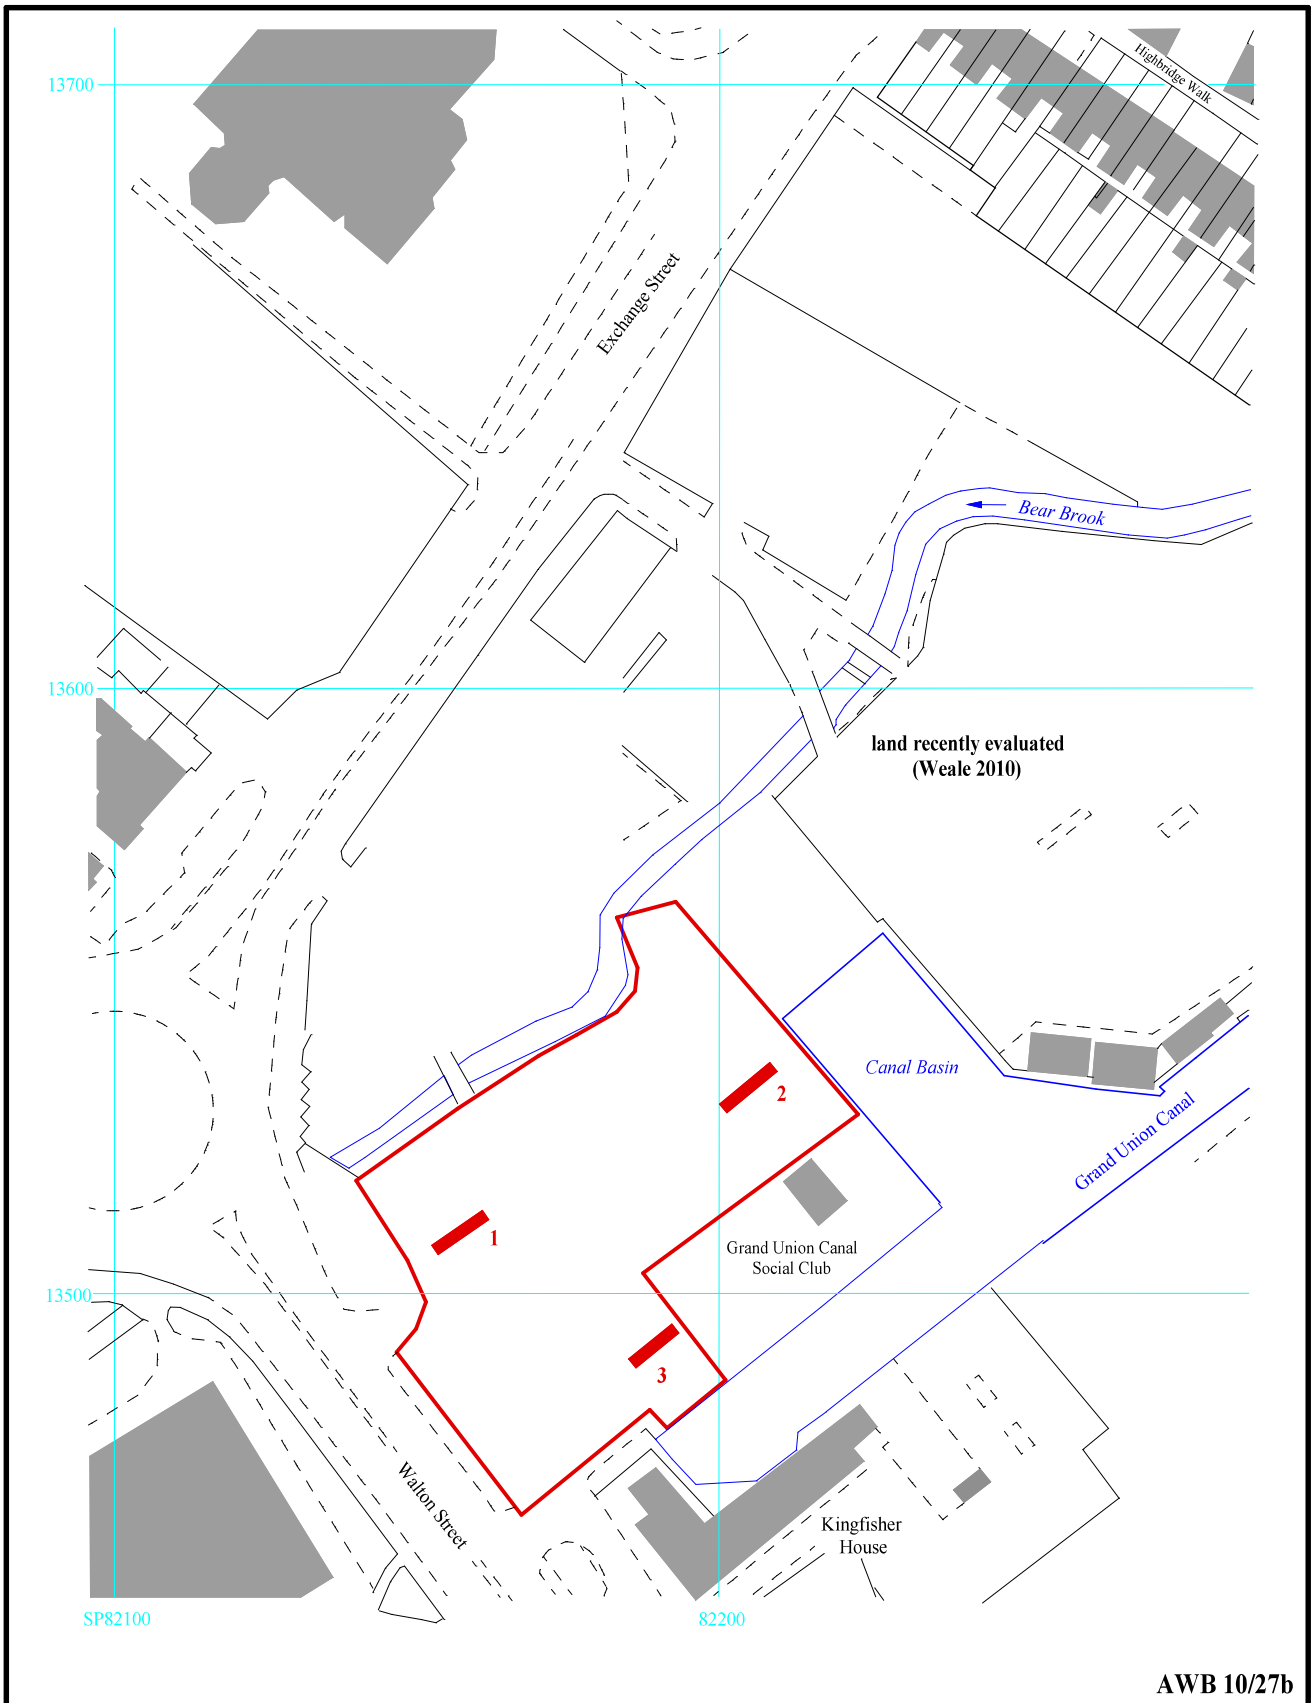 13700
Highbridge Walk
Exchange Street
Bear Brook
13600
land recently evaluated
(Weale 2010)
Canal Basin
2
Grand Union Canal
1
Grand Union Canal
Social Club
13500
3
Walton Street
Kingfisher
House
SP82100
82200
AWB 10/27b